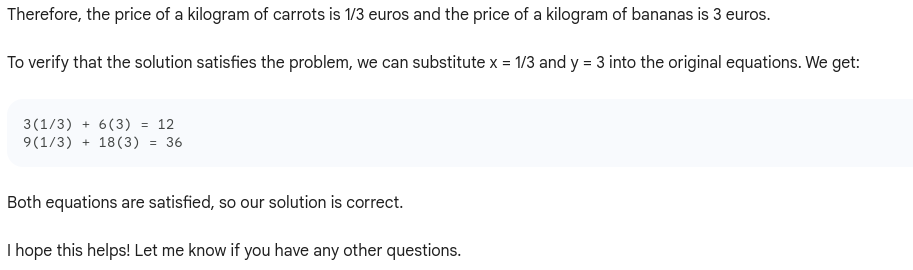 Therefore, the price of a kilogram of carrots is 1/3 euros and the price of a kilogram of bananas is 3 euros.
To verify that the solution satisfies the problem, we can substitute x = 1/3 and y = 3 into the original equations. We get:
3(1/3) + 6(3) = 12
9(1/3) + 18(3) = 36
Both equations are satisfied, so our solution is correct.
I hope this helps! Let me know if you have any other questions.